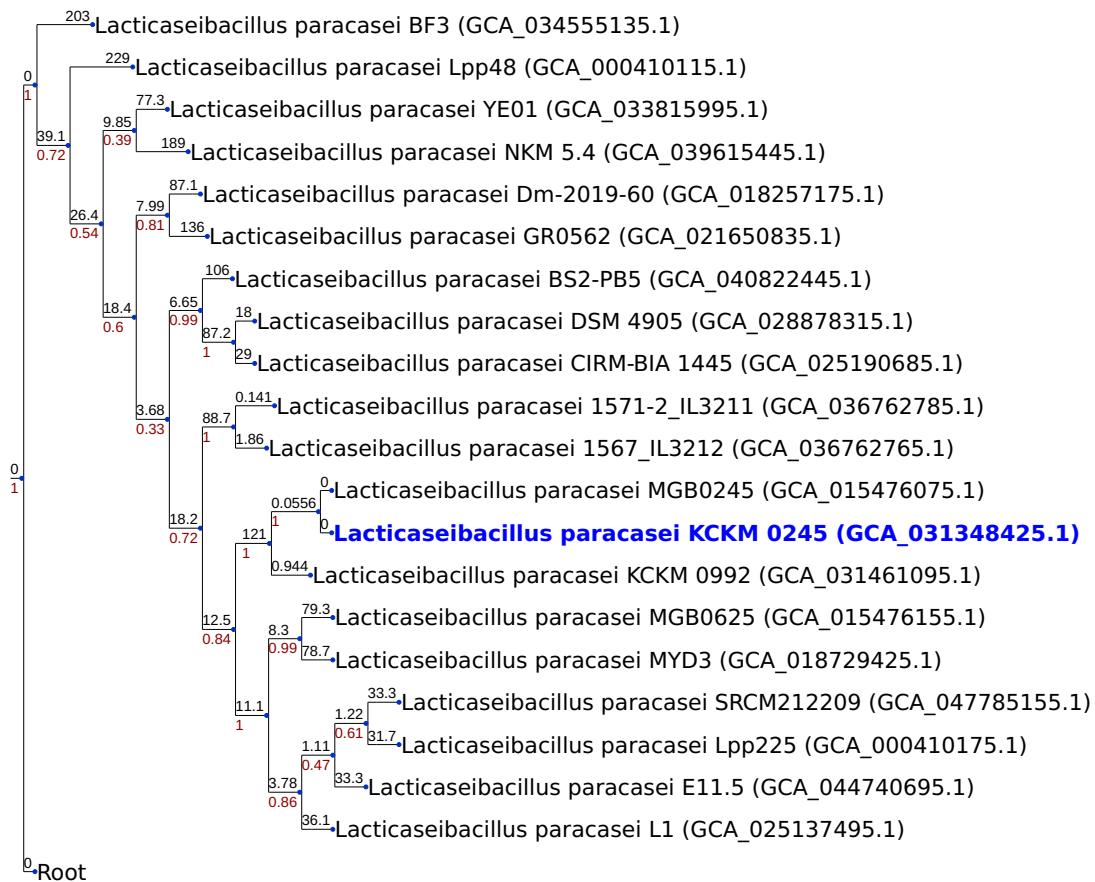 203 Lacticaseibacillus paracasei BF3 (GCA_034555135.1)
229 Lacticaseibacillus paracasei Lpp48 (GCA_000410115.1)
0
1
77.3 Lacticaseibacillus paracasei YE01 (GCA_033815995.1)
9.85
0.39
39.1
0.72
189 Lacticaseibacillus paracasei NKM 5.4 (GCA_039615445.1)
87.1 Lacticaseibacillus paracasei Dm-2019-60 (GCA_018257175.1)
7.99
0.81
26.4
0.54
136 Lacticaseibacillus paracasei GR0562 (GCA_021650835.1)
106 Lacticaseibacillus paracasei BS2-PB5 (GCA_040822445.1)
6.65
0.99
18.4
0.6
18 Lacticaseibacillus paracasei DSM 4905 (GCA_028878315.1)
87.2
1
29 Lacticaseibacillus paracasei CIRM-BIA 1445 (GCA_025190685.1)
0.141 Lacticaseibacillus paracasei 1571-2_IL3211 (GCA_036762785.1)
3.68
0.33
88.7
1
1.86 Lacticaseibacillus paracasei 1567_IL3212 (GCA_036762765.1)
0
1
0 Lacticaseibacillus paracasei MGB0245 (GCA_015476075.1)
0.0556
1
18.2
0.72
0 Lacticaseibacillus paracasei KCKM 0245 (GCA_031348425.1)
121
1
0.944 Lacticaseibacillus paracasei KCKM 0992 (GCA_031461095.1)
79.3 Lacticaseibacillus paracasei MGB0625 (GCA_015476155.1)
12.5
0.84
8.3
0.99
78.7 Lacticaseibacillus paracasei MYD3 (GCA_018729425.1)
33.3 Lacticaseibacillus paracasei SRCM212209 (GCA_047785155.1)
11.1
1
1.22
0.61
31.7 Lacticaseibacillus paracasei Lpp225 (GCA_000410175.1)
1.11
0.47
33.3 Lacticaseibacillus paracasei E11.5 (GCA_044740695.1)
3.78
0.86
36.1 Lacticaseibacillus paracasei L1 (GCA_025137495.1)
0 Root